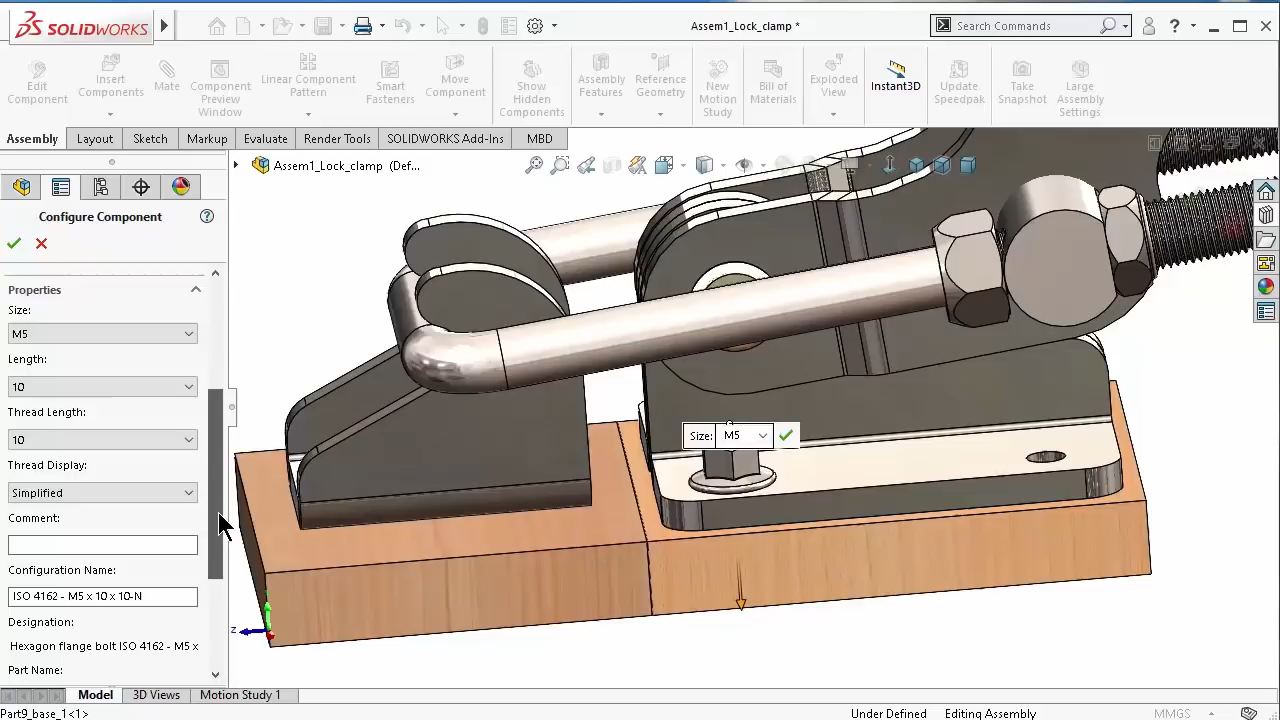 SOLIDWORKS
Assem1_Lock_clamp *
Search Commands
?
Edit
Component
Insert
Components
Mate
Component
Preview
Window
Linear Component
Pattern
Smart
Fasteners
Move
Component
Show
Hidden
Components
Assembly
Features
Reference
Geometry
New
Motion
Study
Bill of
Materials
Exploded
View
Instant3D
Update
Speedpak
Take
Snapshot
Large
Assembly
Settings
Assembly
Layout
Sketch
Markup
Evaluate
Render Tools
SOLIDWORKS Add-Ins
MBD
Assem1_Lock_clamp (Def...
Configure Component
?
Properties
Size:
M5
Length:
10
Thread Length:
10
Thread Display:
Simplified
Comment:
Configuration Name:
ISO 4162 - M5 x 10 x 10-N
Designation:
Hexagon flange bolt ISO 4162 - M5 x
Part Name:
Size: M5
z
Model
3D Views
Motion Study 1
Part9_base_1<1>
Under Defined
Editing Assembly
MMGS